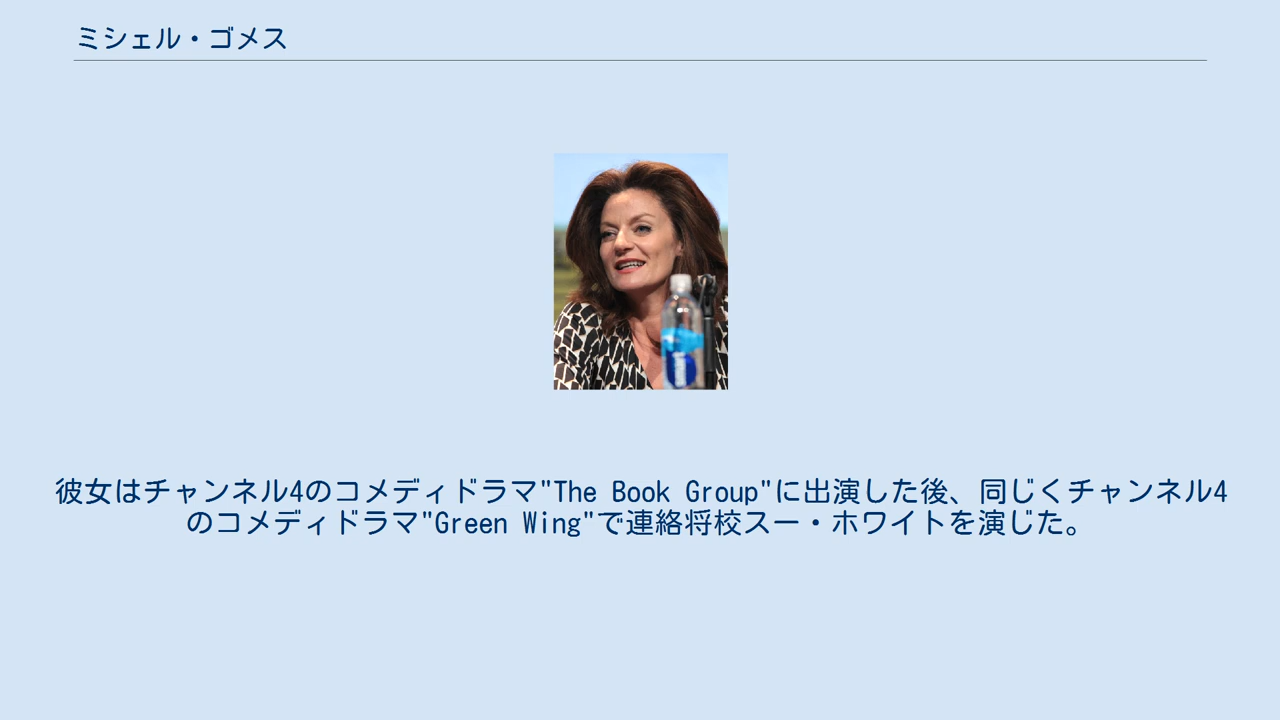 ミシェル・ゴメス
彼女はチャンネル4のコメディドラマ"The Book Group"に出演した後、同じくチャンネル4
のコメディドラマ"Green Wing"で連絡将校スー・ホワイトを演じた。